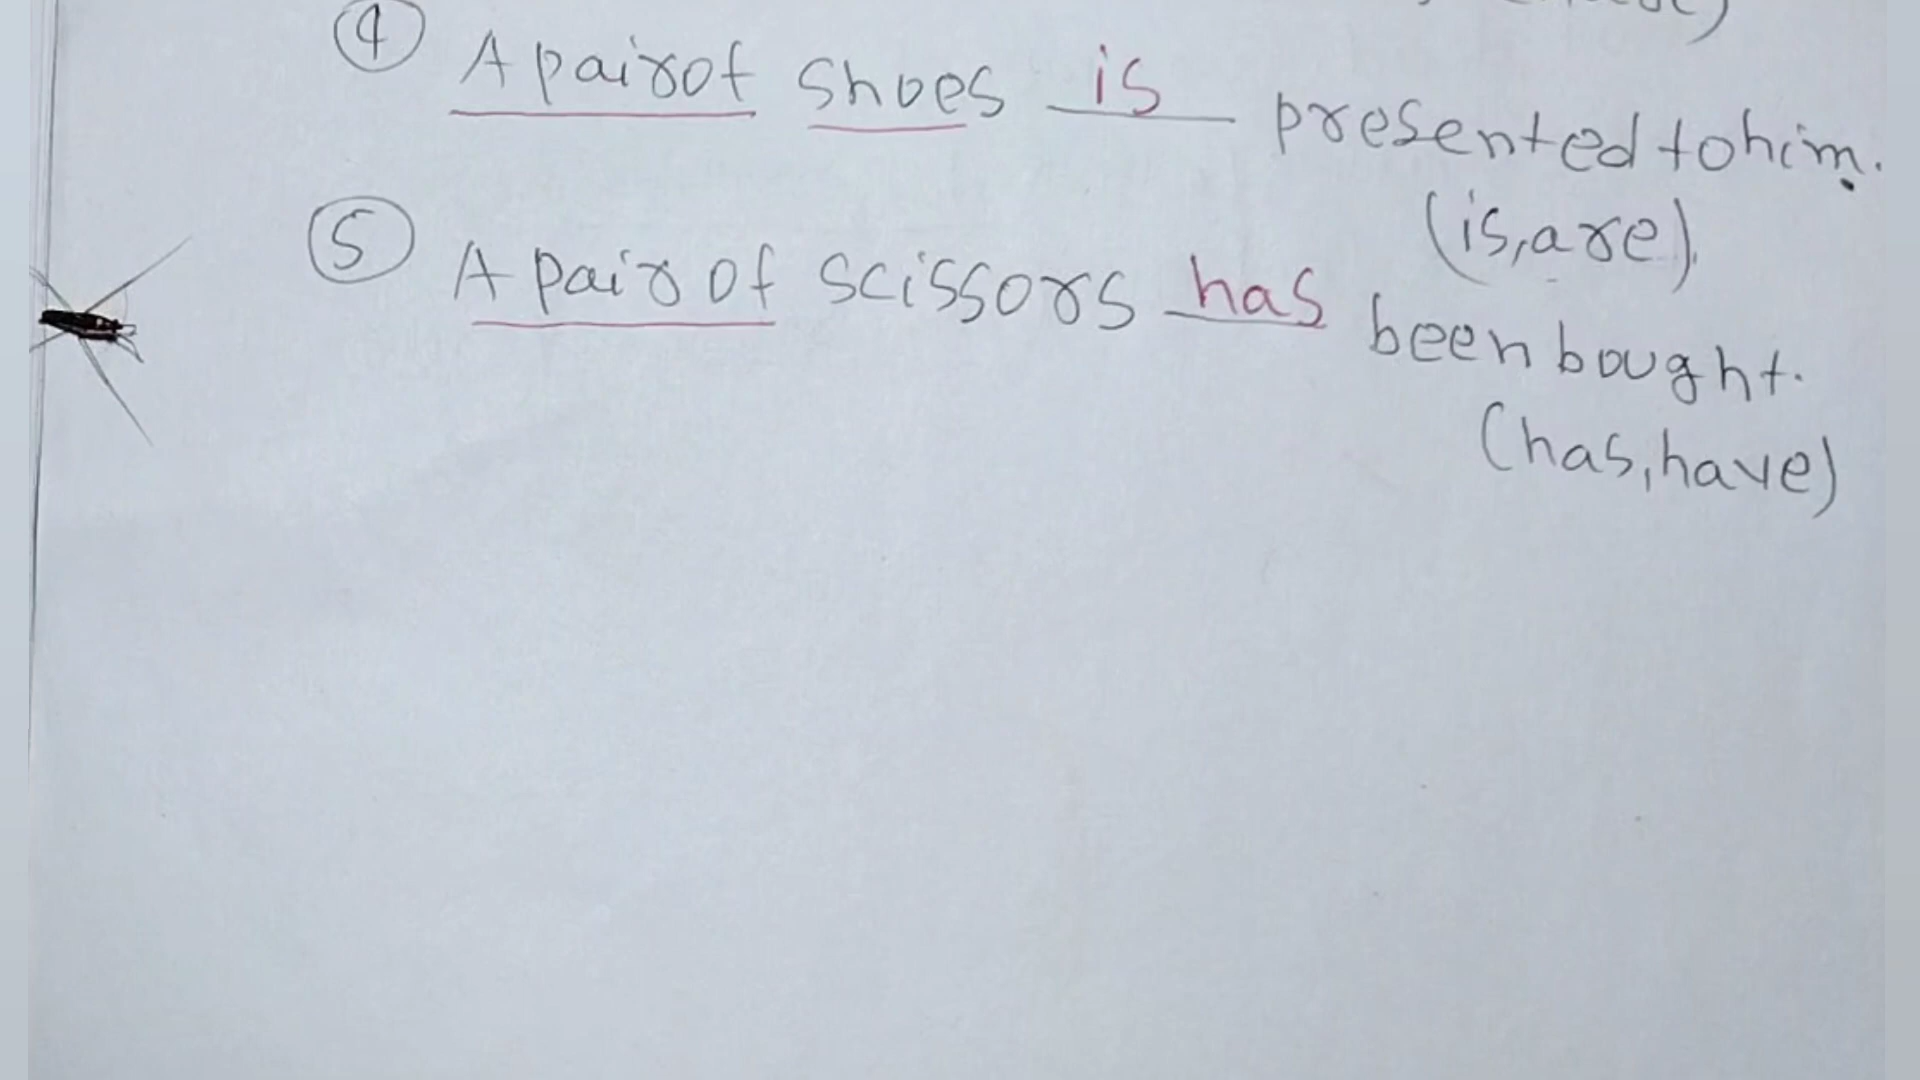 ④ A pair of shoes is presented to him.
(is, are).
⑤ A pair of scissors has been bought.
(has, have)